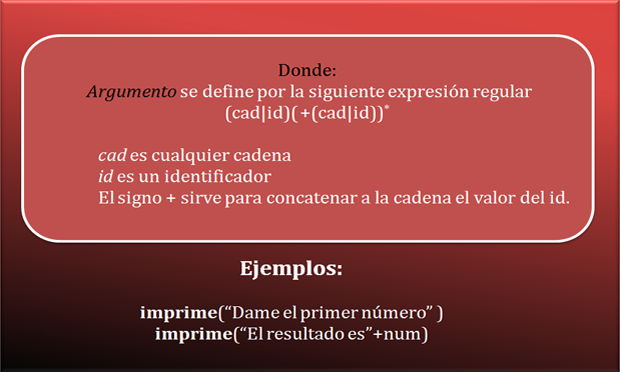 Donde:
Argumento se define por la siguiente expresión regular
(cad|id)( +(cad|id))*
cad es cualquier cadena
id es un identificador
El signo + sirve para concatenar a la cadena el valor del id.
Ejemplos:
imprime(“Dame el primer número” )
imprime(“El resultado es”+num)